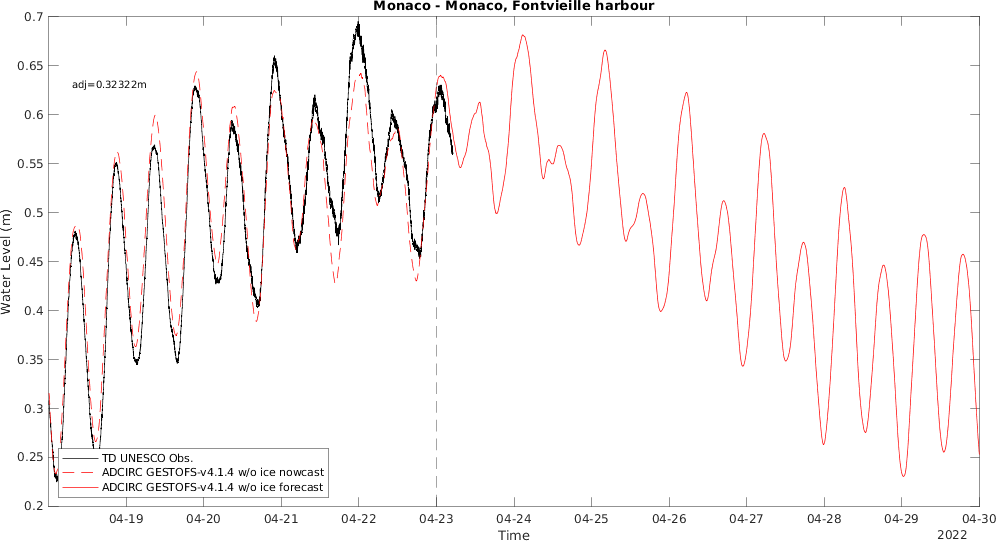 Monaco - Monaco, Fontvieille harbour
0.7
0.65
adj=0.32322m
0.6
0.55
0.5
0.45
0.4
0.35
0.3
0.25
0.2
Water Level (m)
TD UNESCO Obs.
ADCIRC GESTOFS-v4.1.4 w/o ice nowcast
ADCIRC GESTOFS-v4.1.4 w/o ice forecast
04-19 04-20 04-21 04-22 04-23 04-24 04-25 04-26 04-27 04-28 04-29 04-30
Time
2022